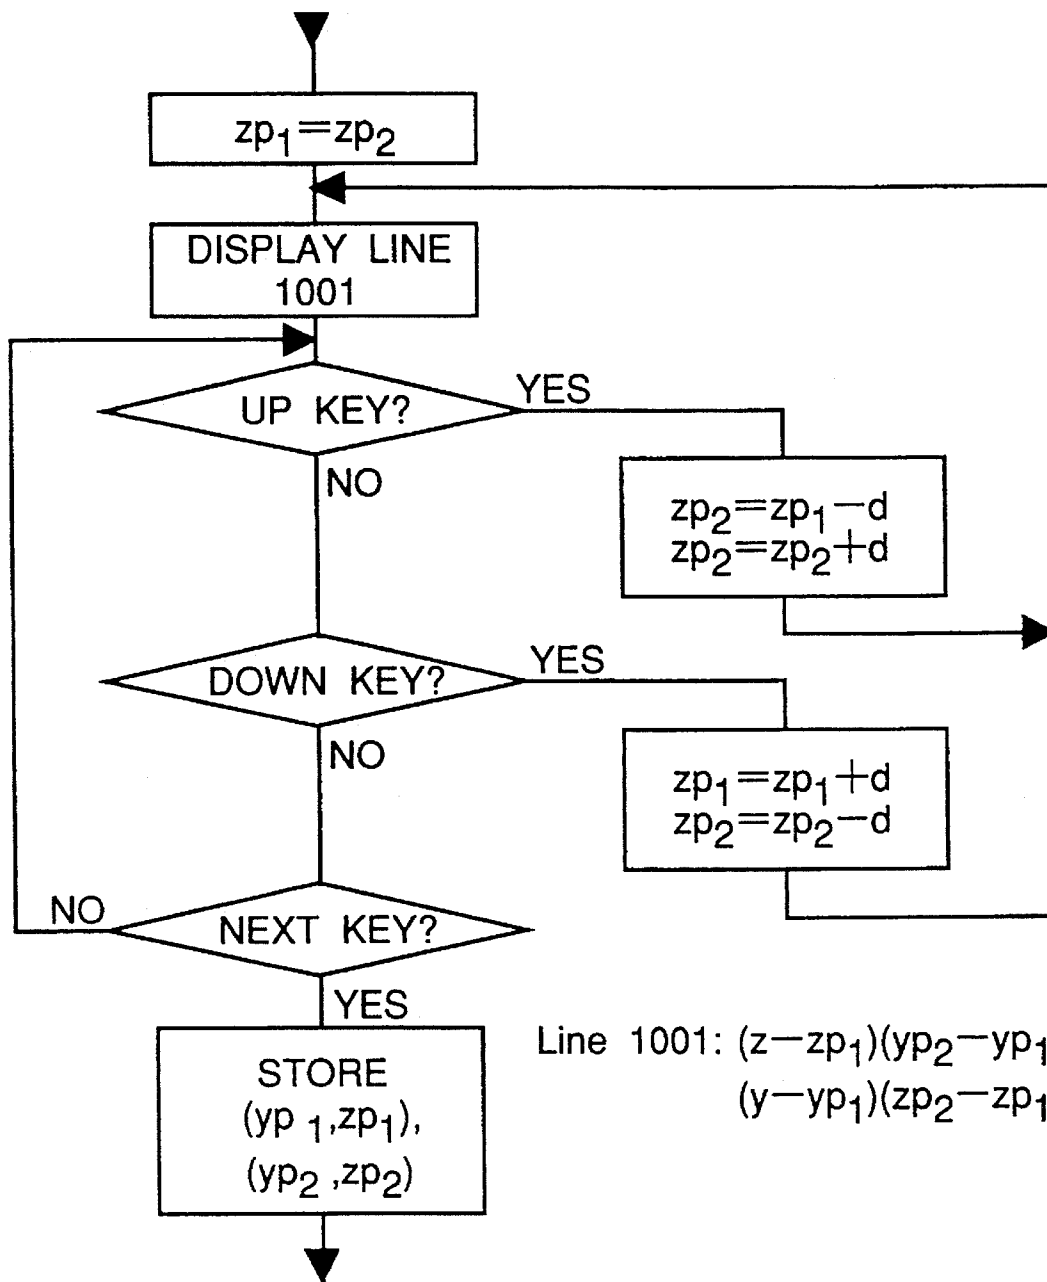 zp₁=zp₂
DISPLAY LINE
1001
UP KEY?
YES
NO
zp₂=zp₁−d
zp₂=zp₂+d
DOWN KEY?
YES
NO
zp₁=zp₁+d
zp₂=zp₂−d
NEXT KEY?
NO
YES
STORE
(yp ₁,zp₁),
(yp₂ ,zp₂)
Line 1001: (z−zp₁)(yp₂−yp₁
(y−yp₁)(zp₂−zp₁